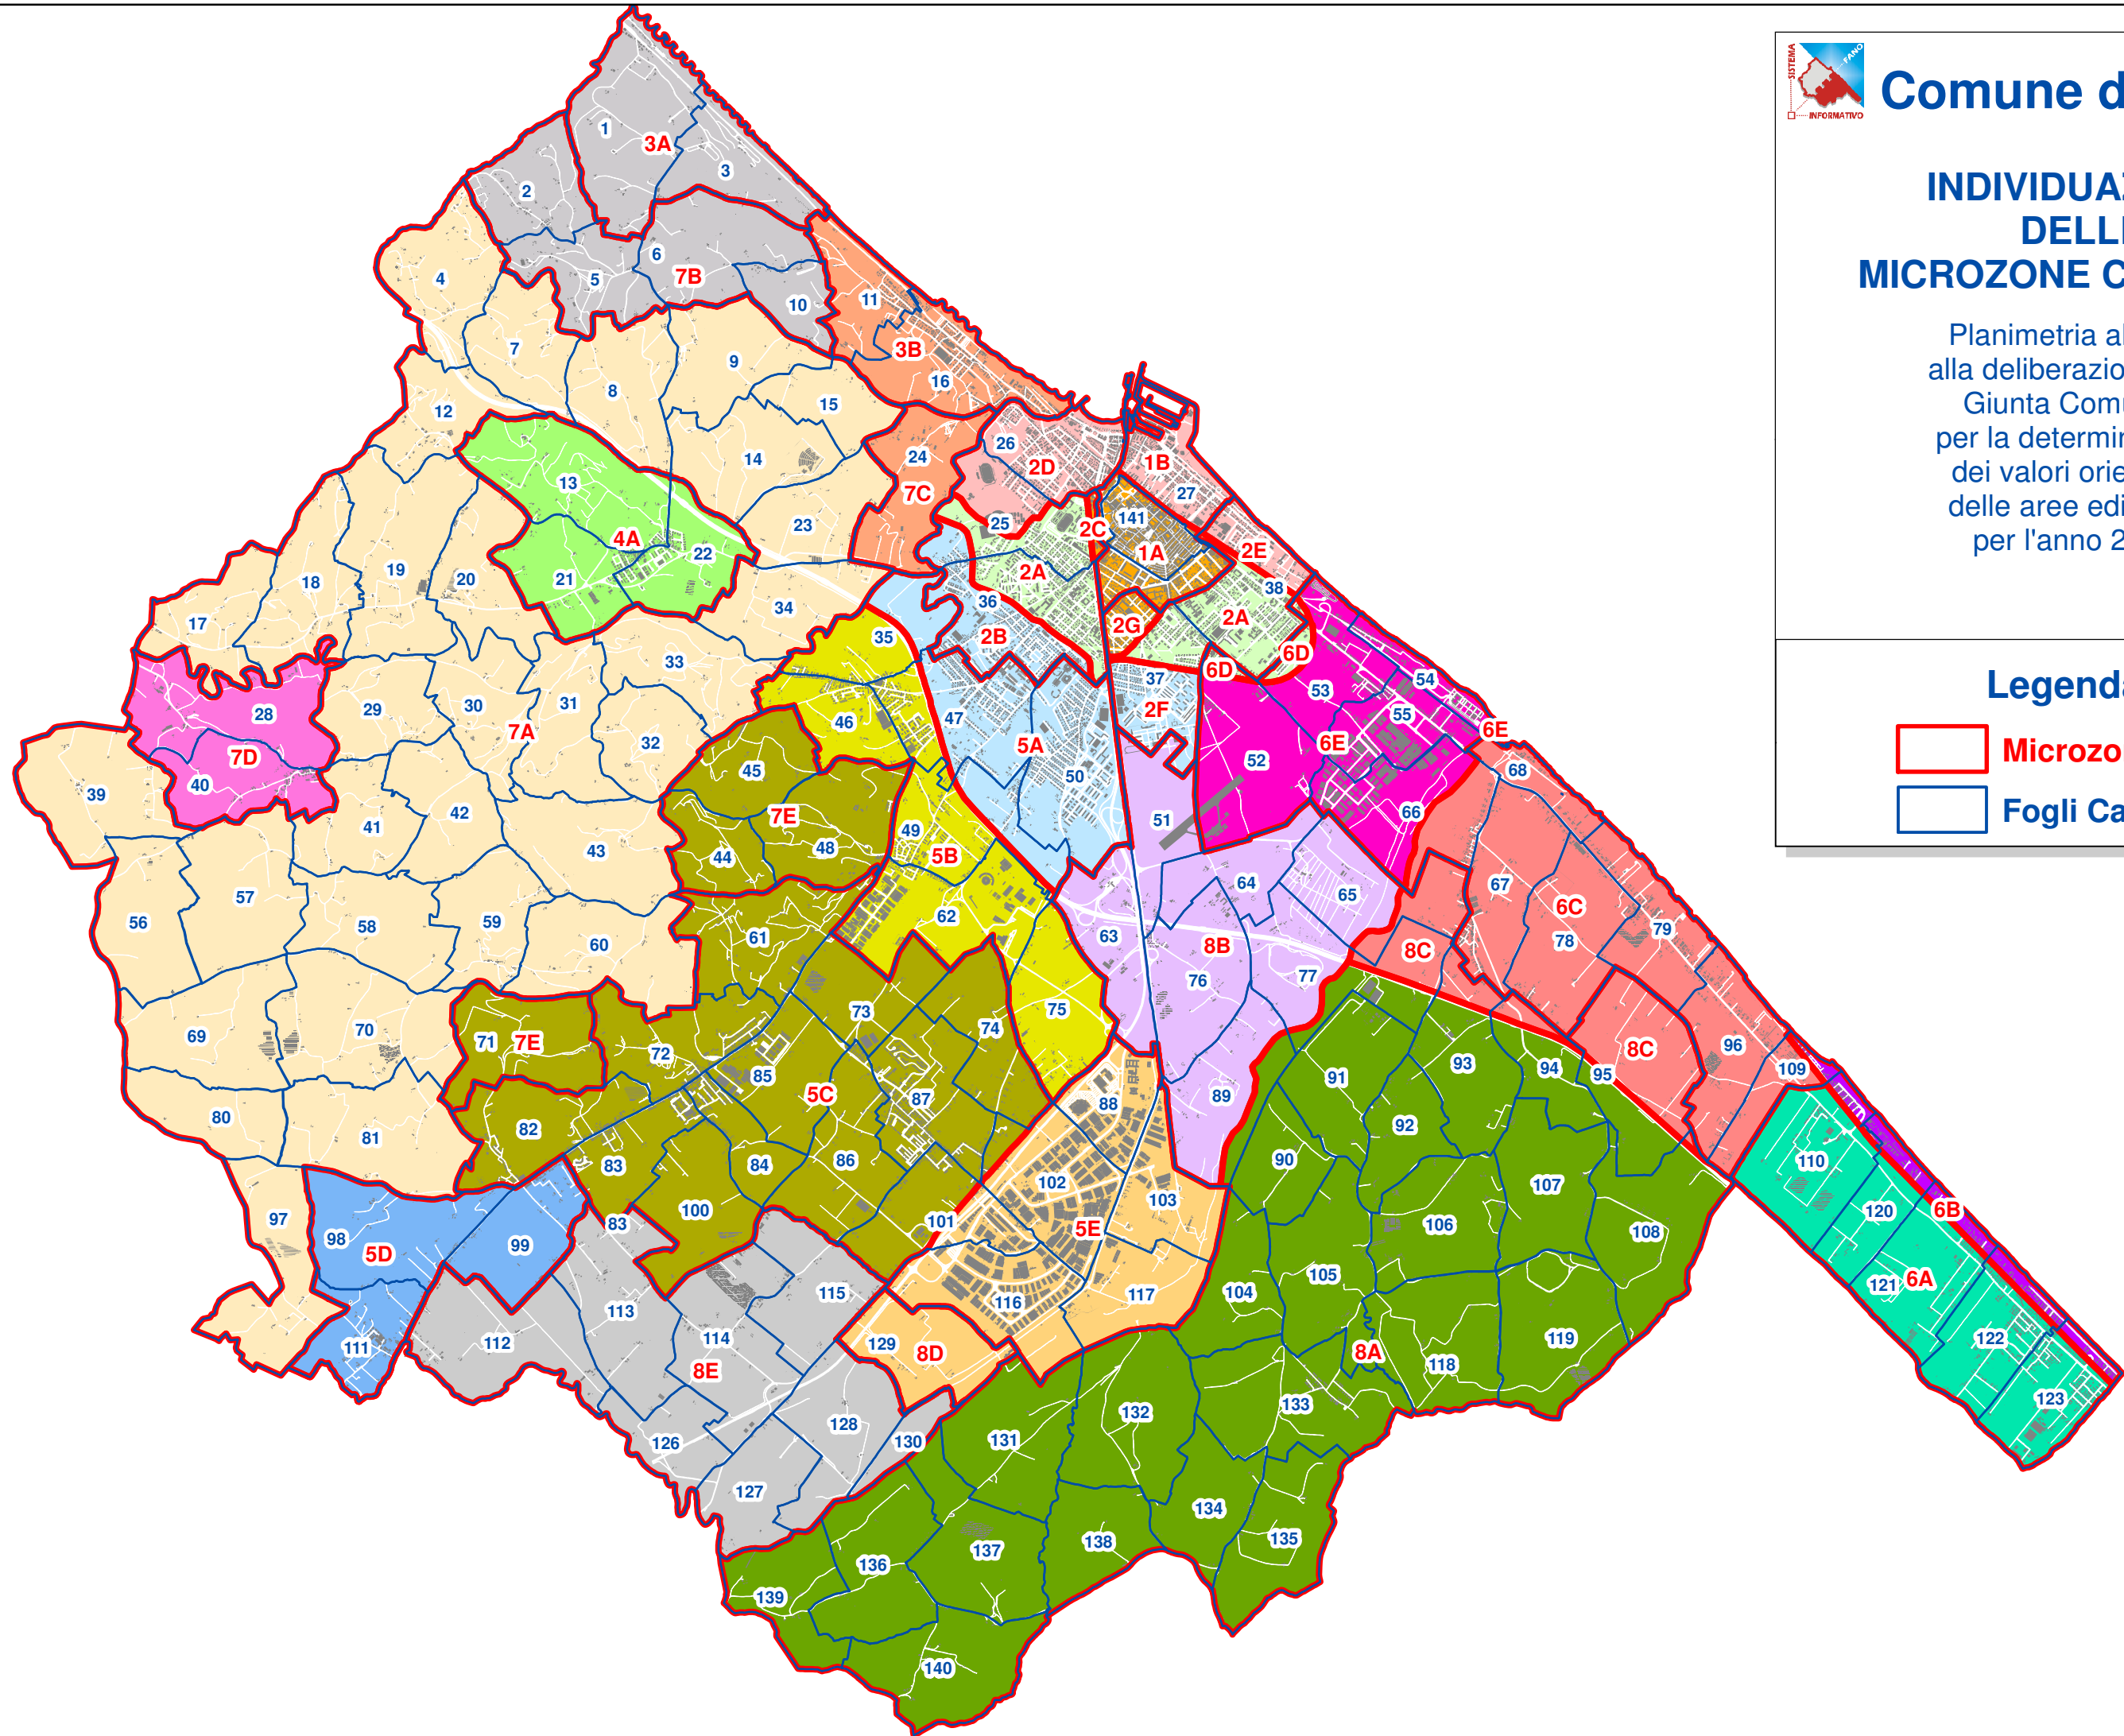 SISTEMA
FANO
INFORMATIVO
Comune d
INDIVIDUAZ
DELLE
MICROZONE C
Planimetria al
alla deliberazio
Giunta Comu
per la determin
dei valori orie
delle aree edi
per l'anno 2
Legenda
Microzo
Fogli Ca
1
3A
3
2
6
5
7B
4
10
11
7
3B
9
8
16
15
12
26
24
14
2D
1B
13
7C
27
25
141
23
2C
4A
22
1A
2E
19
2A
18
20
21
38
36
34
17
2A
2G
35
2B
6D
33
6D
37
54
53
28
29
30
31
47
2F
55
46
7A
6E
32
5A
6E
7D
52
45
68
50
40
39
42
7E
66
41
51
49
43
44
48
5B
64
67
65
57
6C
62
56
59
58
79
61
63
78
60
8B
8C
76
77
73
75
74
70
69
71
7E
96
72
8C
93
94
109
95
85
91
5C
87
89
88
80
92
82
81
86
90
110
83
84
102
107
103
100
6B
97
120
83
101
106
5E
108
98
99
5D
105
6A
121
104
115
117
116
113
122
119
114
129
112
111
8D
8A
118
8E
123
133
132
128
131
130
126
127
134
135
138
137
136
139
140